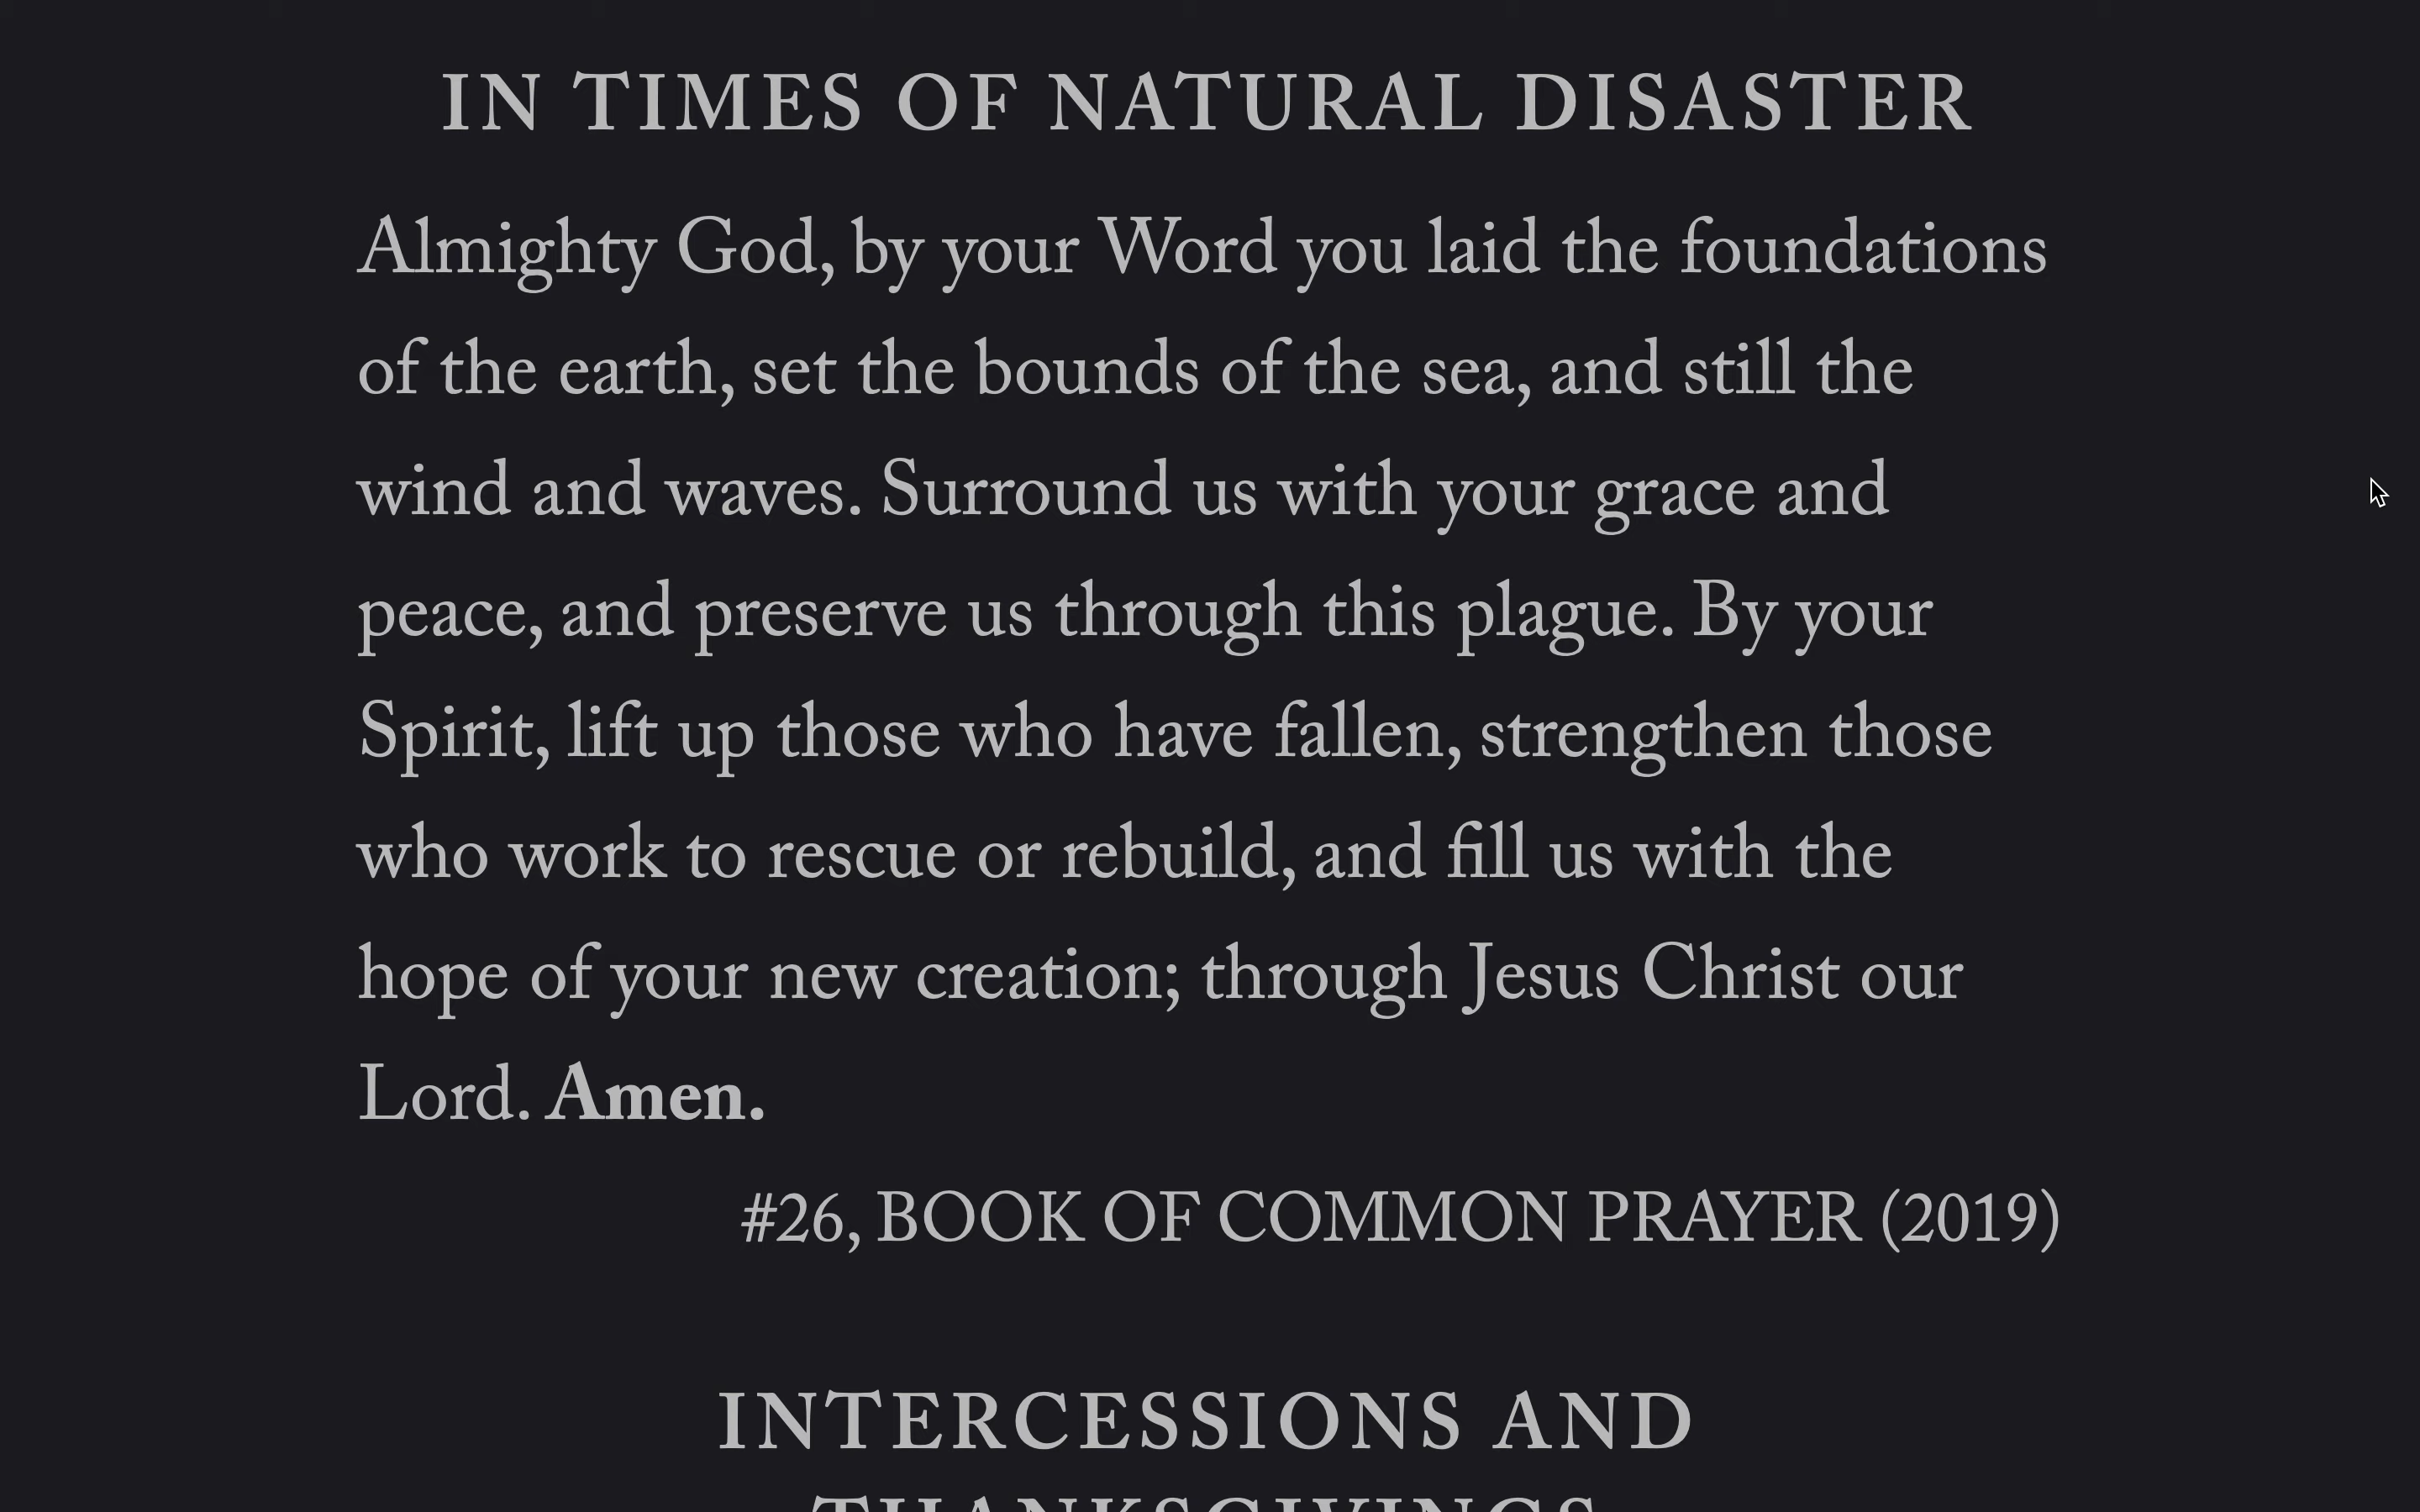 IN TIMES OF NATURAL DISASTER
Almighty God, by your Word you laid the foundations
of the earth, set the bounds of the sea, and still the
wind and waves. Surround us with your grace and
peace, and preserve us through this plague. By your
Spirit, lift up those who have fallen, strengthen those
who work to rescue or rebuild, and fill us with the
hope of your new creation; through Jesus Christ our
Lord. Amen.
#26, BOOK OF COMMON PRAYER (2019)
INTERCESSIONS AND
THANKSGIVINGS